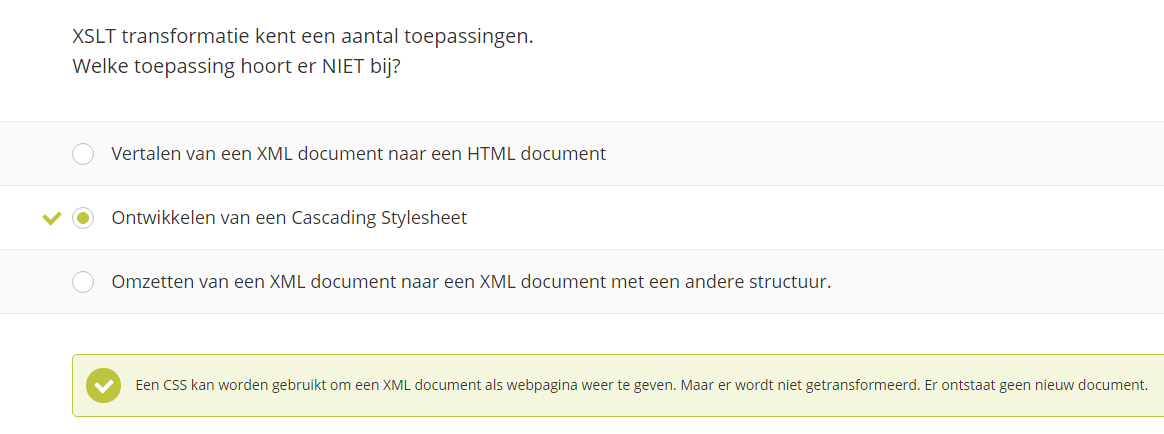 XSLT transformatie kent een aantal toepassingen.
Welke toepassing hoort er NIET bij?
Vertalen van een XML document naar een HTML document
Ontwikkelen van een Cascading Stylesheet
Omzetten van een XML document naar een XML document met een andere structuur.
Een CSS kan worden gebruikt om een XML document als webpagina weer te geven. Maar er wordt niet getransformeerd. Er ontstaat geen nieuw document.